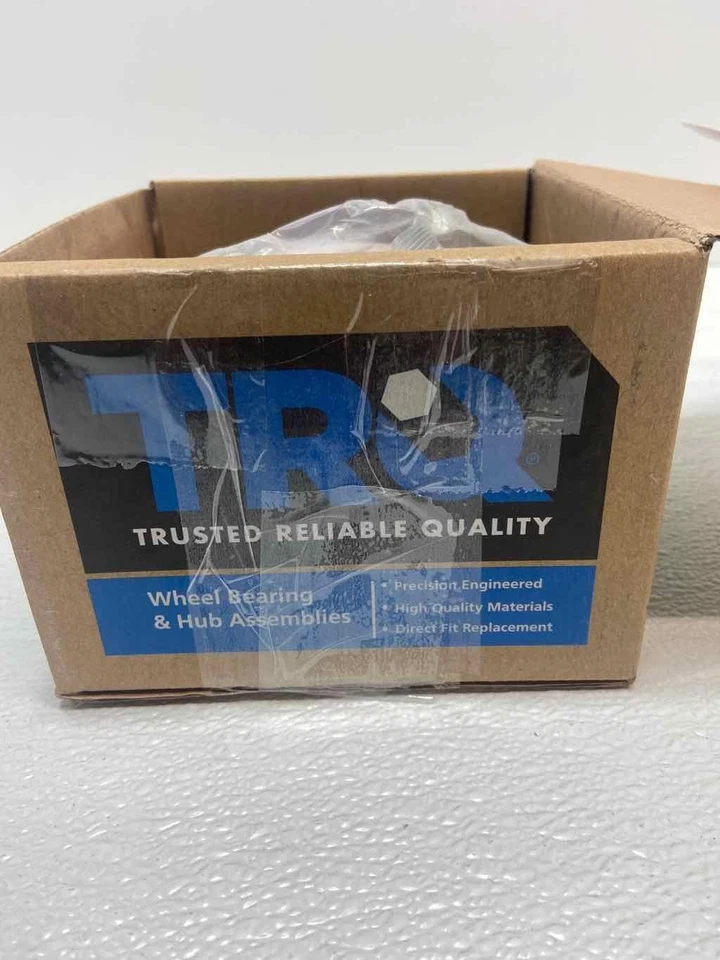 TRQ®
TRUSTED RELIABLE QUALITY
Wheel Bearing
& Hub Assemblies
• Precision Engineered
• High Quality Materials
• Direct Fit Replacement